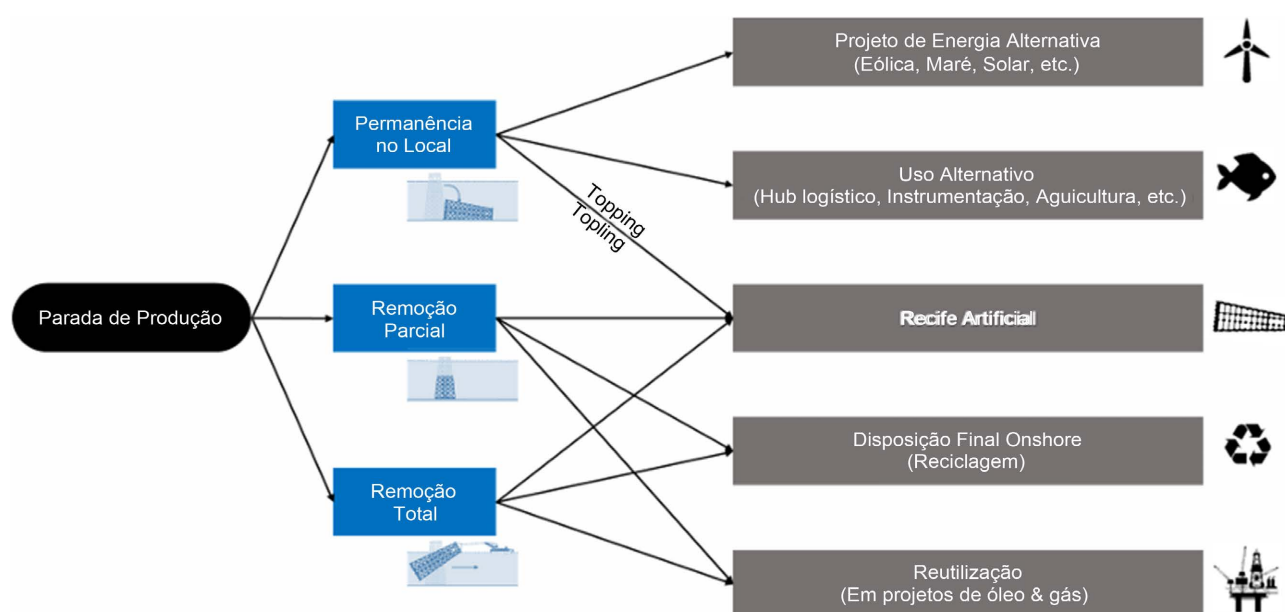 Projeto de Energia Alternativa
(Eólica, Maré, Solar, etc.)
Permanência
no Local
Uso Alternativo
(Hub logístico, Instrumentação, Aguicultura, etc.)
Topping
Topling
Parada de Produção
Remoção
Parcial
Recife Artificial
Disposição Final Onshore
(Reciclagem)
Remoção
Total
Reutilização
(Em projetos de óleo & gás)